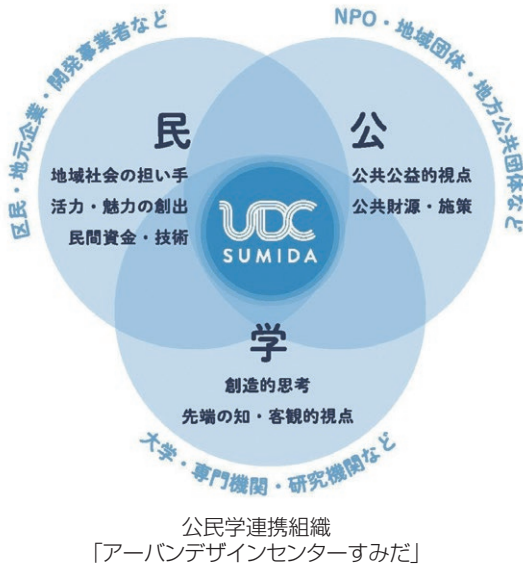 区民・地元企業・開発事業者など
NPO・地域団体・地方公共団体など
民
地域社会の担い手
活力・魅力の創出
民間資金・技術
公
公共公益的視点
公共財源・施策
UDC
SUMIDA
学
創造的思考
先端の知・客観的視点
大学・専門機関・研究機関など
公民学連携組織
「アーバンデザインセンターすみだ」